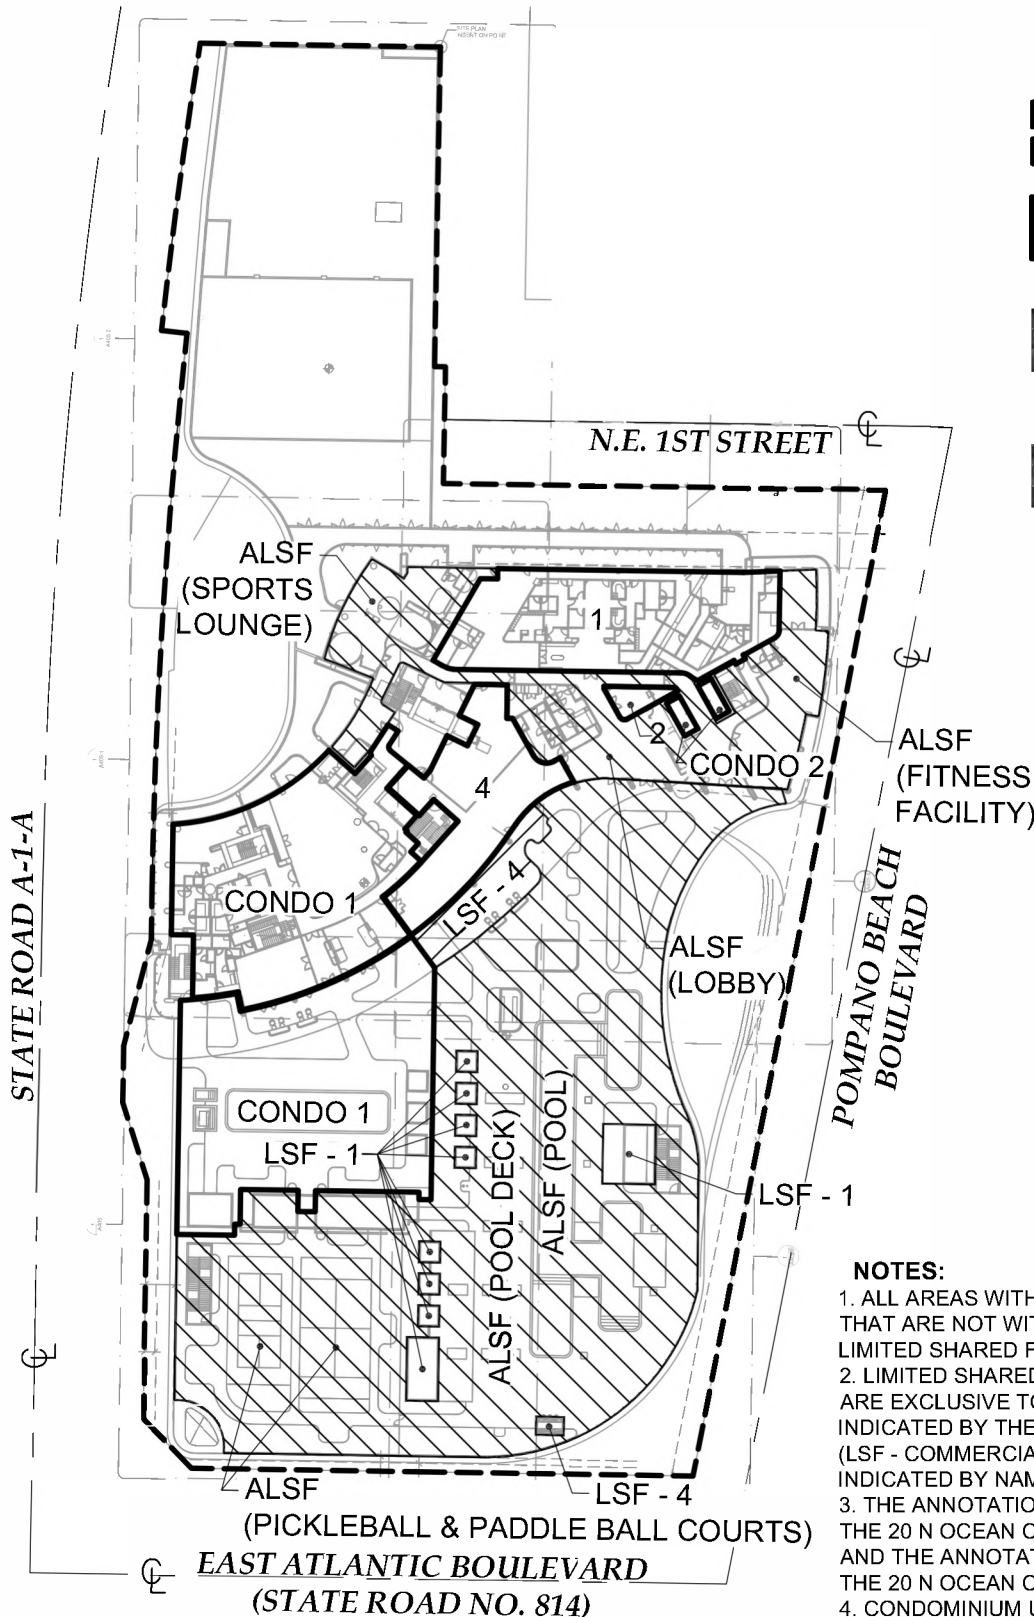 SITE PLAN
N.E. 1ST STREET
ALSF
(SPORTS
LOUNGE)
1
2
CONDO 2
ALSF
(FITNESS
FACILITY)
4
CONDO 1
LSF - 4
ALSF
(LOBBY)
STATE ROAD A-1-A
POMPANO BEACH
BOULEVARD
CONDO 1
LSF - 1
ALSF (POOL DECK)
ALSF (POOL)
LSF - 1
ALSF
(PICKLEBALL & PADDLE BALL COURTS)
LSF - 4
EAST ATLANTIC BOULEVARD
(STATE ROAD NO. 814)
NOTES:
1. ALL AREAS WITH
THAT ARE NOT WIT
LIMITED SHARED F
2. LIMITED SHARED
ARE EXCLUSIVE TO
INDICATED BY THE
(LSF - COMMERCIA
INDICATED BY NAM
3. THE ANNOTATIO
THE 20 N OCEAN C
AND THE ANNOTAT
THE 20 N OCEAN C
4. CONDOMINIUM U